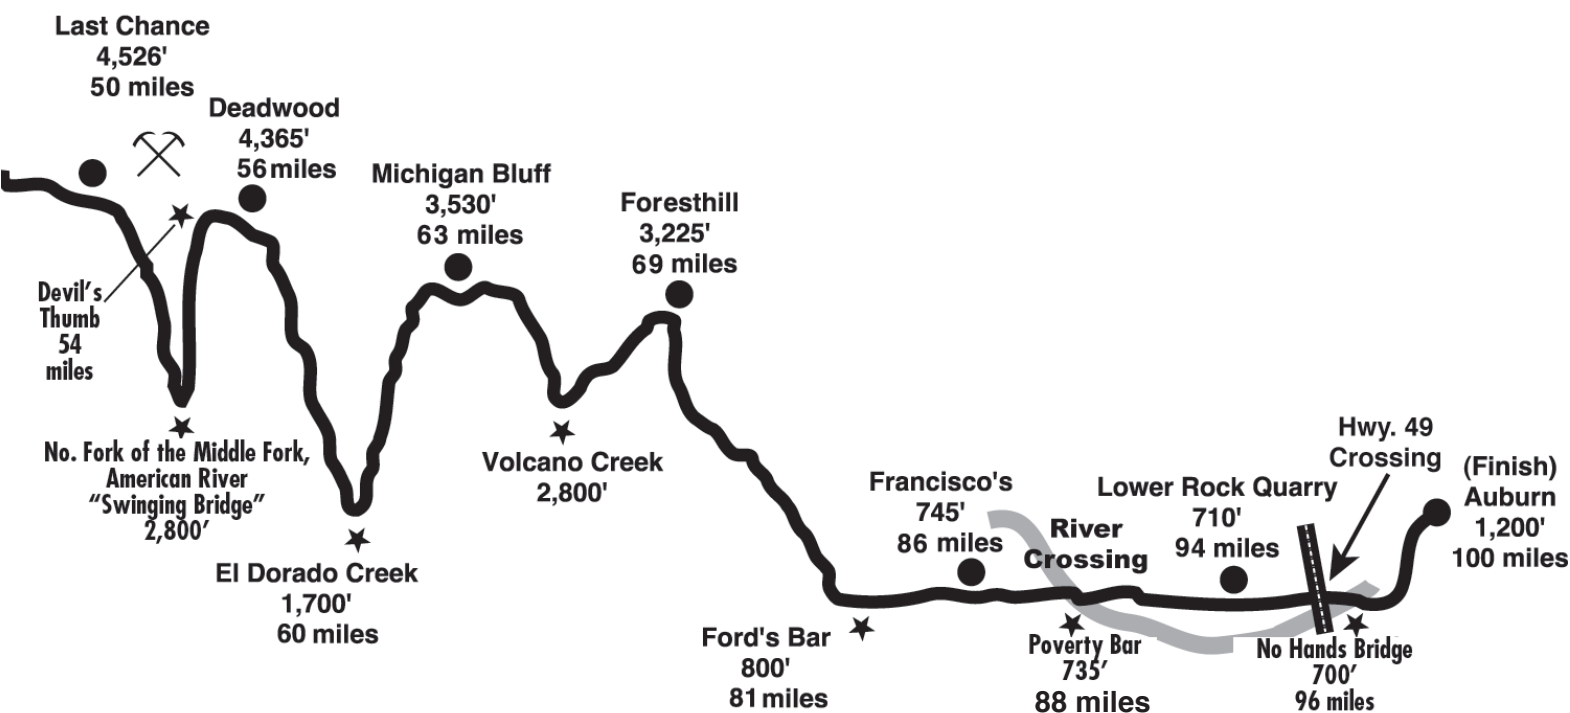 Last Chance
4,526'
50 miles
Deadwood
4,365'
56 miles
Michigan Bluff
3,530'
63 miles
Foresthill
3,225'
69 miles
Devil's
Thumb
54
miles
No. Fork of the Middle Fork,
American River
“Swinging Bridge”
2,800′
El Dorado Creek
1,700'
60 miles
Volcano Creek
2,800'
Ford's Bar
800'
81 miles
Francisco's
745'
86 miles
River
Crossing
Poverty Bar
735′
88 miles
Lower Rock Quarry
710'
94 miles
Hwy. 49
Crossing
No Hands Bridge
700′
96 miles
(Finish)
Auburn
1,200'
100 miles